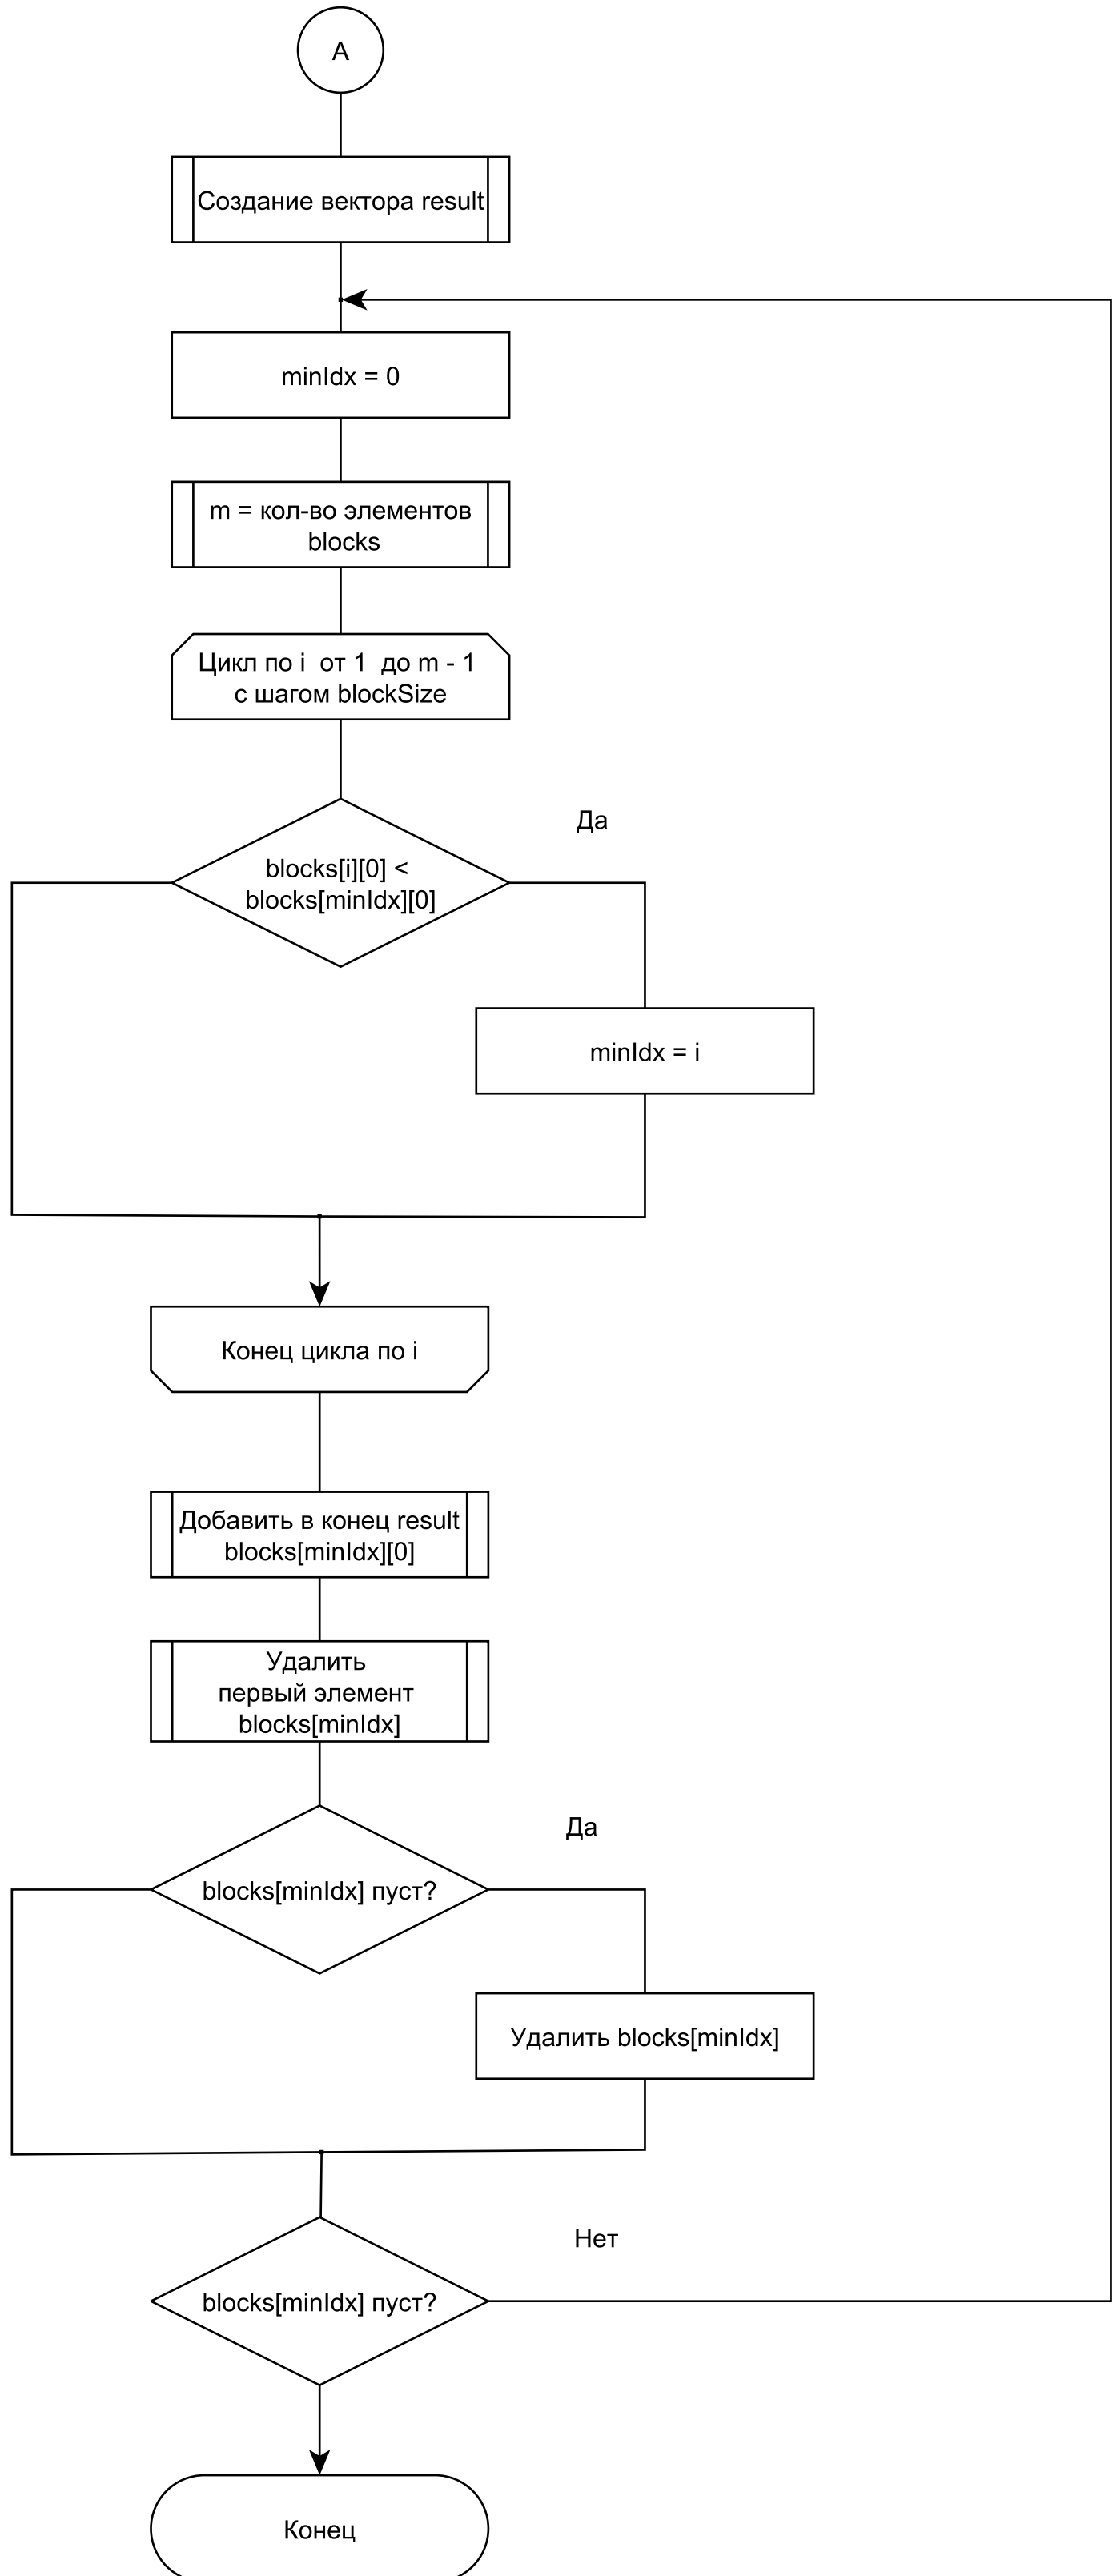 A
Создание вектора result
minIdx = 0
m = кол-во элементов
blocks
Цикл по i от 1 до m - 1
с шагом blockSize
Да
blocks[i][0] <
blocks[minIdx][0]
minIdx = i
Конец цикла по i
Добавить в конец result
blocks[minIdx][0]
Удалить
первый элемент
blocks[minIdx]
Да
blocks[minIdx] пуст?
Удалить blocks[minIdx]
Нет
blocks[minIdx] пуст?
Конец